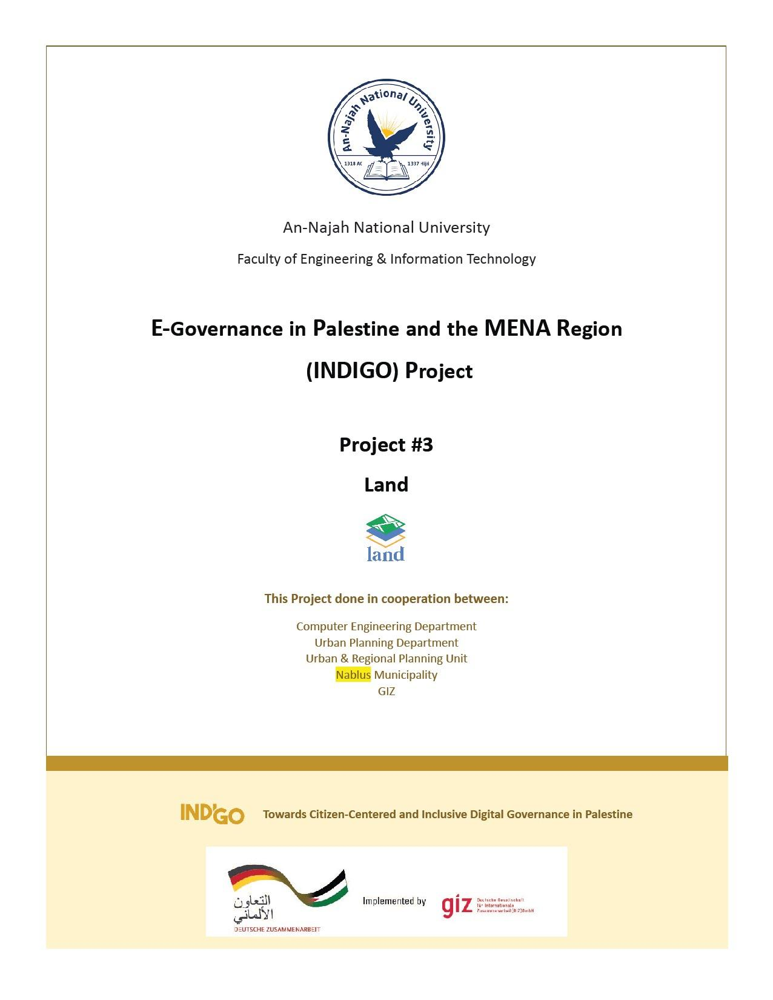 An-Najah National University
1918 AC
1337 Hijri
An-Najah National University
Faculty of Engineering & Information Technology
E-Governance in Palestine and the MENA Region
(INDIGO) Project
Project #3
Land
land
This Project done in cooperation between:
Computer Engineering Department
Urban Planning Department
Urban & Regional Planning Unit
Nablus Municipality
GIZ
INDIGO Towards Citizen-Centered and Inclusive Digital Governance in Palestine
التعاون
الألماني
DEUTSCHE ZUSAMMENARBEIT
Implemented by
giz
Deutsche Gesellschaft
für Internationale
Zusammenarbeit (GIZ) GmbH